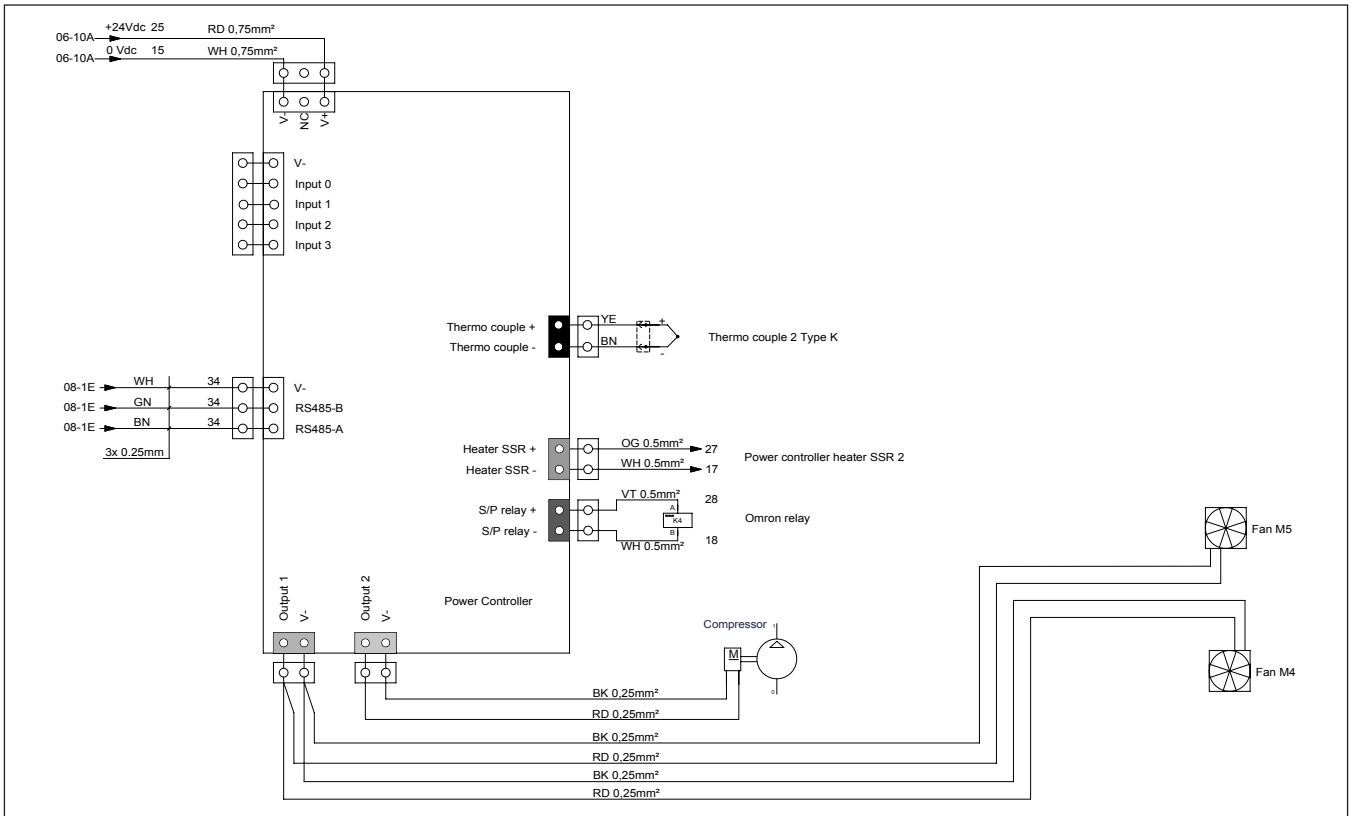 +24Vdc 25 RD 0,75mm²
06-10A
0 Vdc 15 WH 0,75mm²
06-10A
V-
NC
V+
V-
Input 0
Input 1
Input 2
Input 3
Thermo couple +
Thermo couple -
YE
BN
+
-
Thermo couple 2 Type K
08-1E WH 34 V-
08-1E GN 34 RS485-B
08-1E BN 34 RS485-A
3x 0.25mm
Heater SSR + OG 0.5mm² 27
Heater SSR - WH 0.5mm² 17
Power controller heater SSR 2
VT 0.5mm² 28
S/P relay +
S/P relay -
A
K4
B
Omron relay
WH 0.5mm² 18
Fan M5
Output 1
V-
Output 2
V-
Power Controller
Compressor
1
M
0
Fan M4
BK 0,25mm²
RD 0,25mm²
BK 0,25mm²
RD 0,25mm²
BK 0,25mm²
RD 0,25mm²